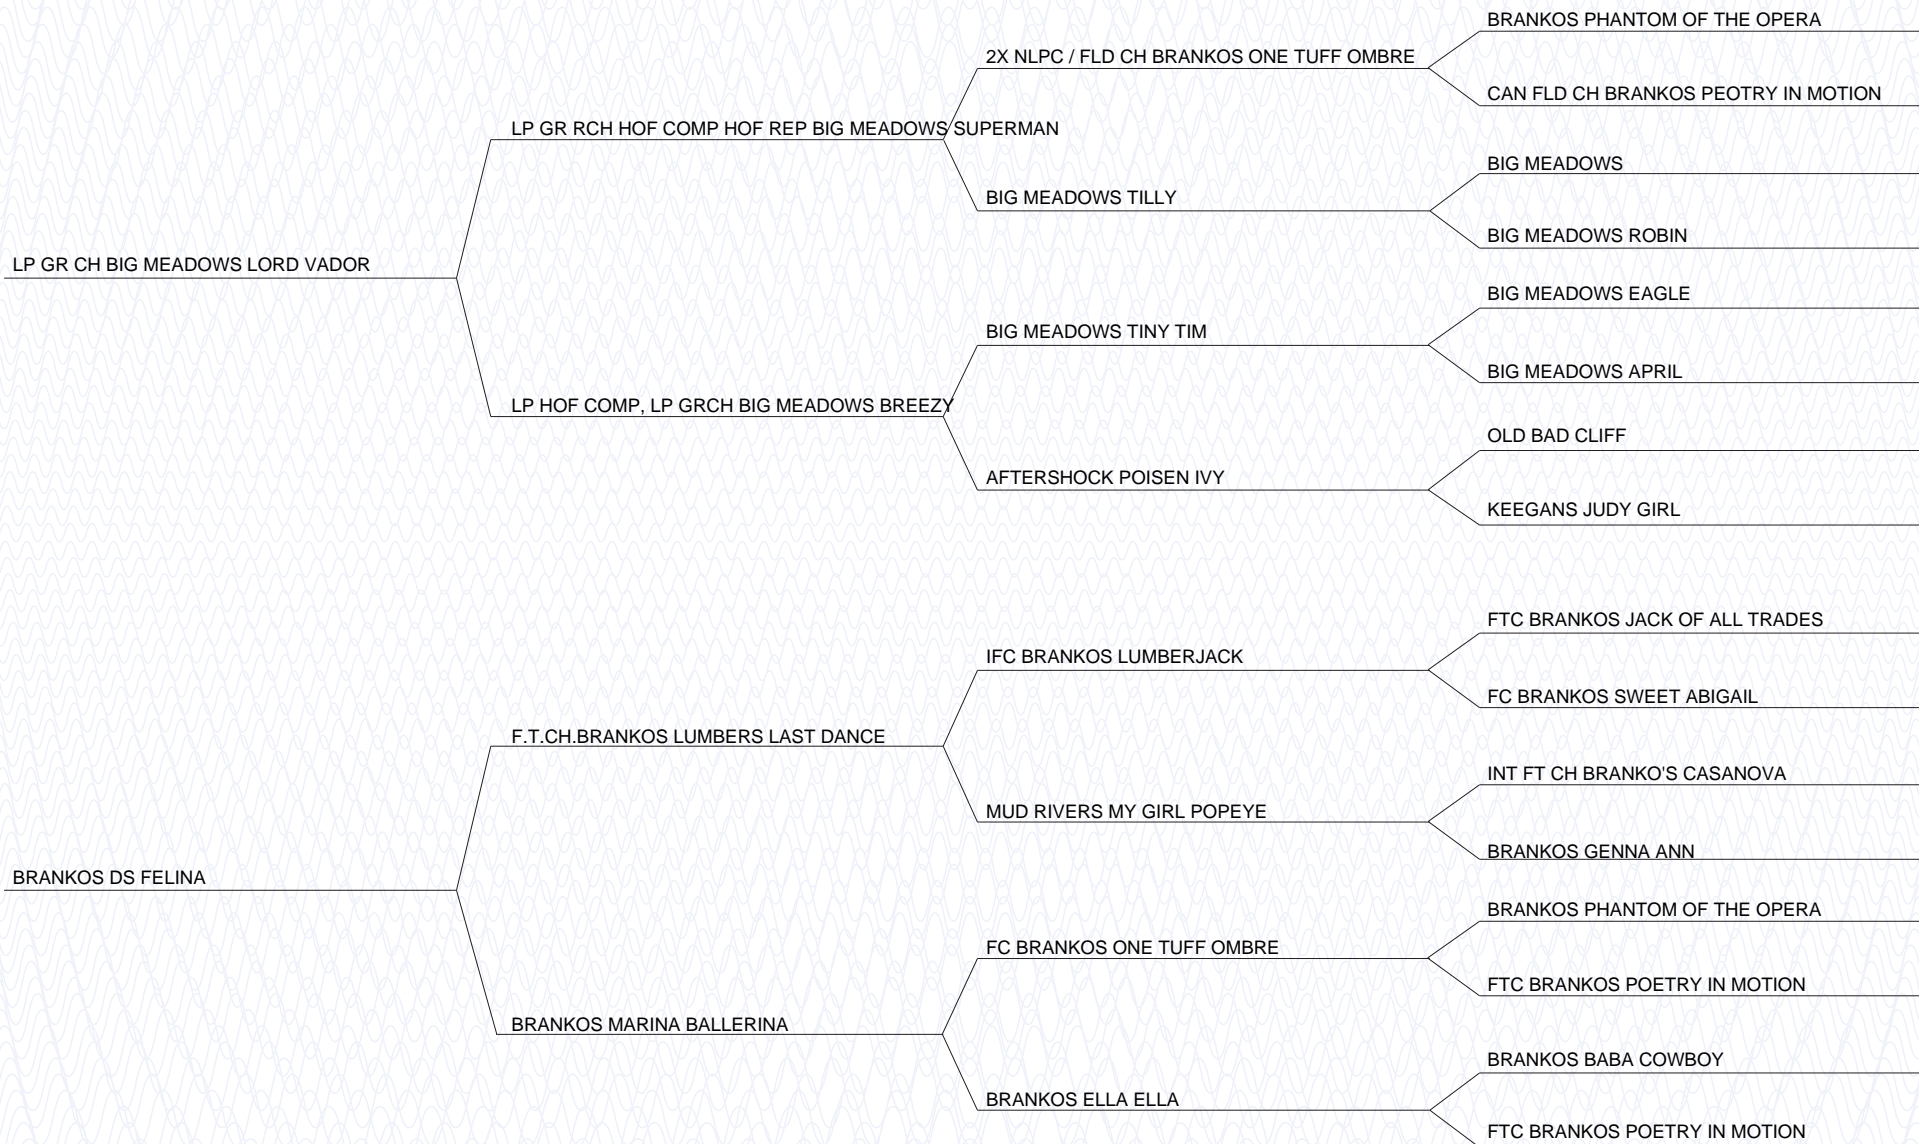 BRANKOS PHANTOM OF THE OPERA
2X NLPC / FLD CH BRANKOS ONE TUFF OMBRE
CAN FLD CH BRANKOS PEOTRY IN MOTION
LP GR RCH HOF COMP HOF REP BIG MEADOWS SUPERMAN
BIG MEADOWS
BIG MEADOWS TILLY
BIG MEADOWS ROBIN
LP GR CH BIG MEADOWS LORD VADOR
BIG MEADOWS EAGLE
BIG MEADOWS TINY TIM
BIG MEADOWS APRIL
LP HOF COMP, LP GRCH BIG MEADOWS BREEZY
OLD BAD CLIFF
AFTERSHOCK POISEN IVY
KEEGANS JUDY GIRL
FTC BRANKOS JACK OF ALL TRADES
IFC BRANKOS LUMBERJACK
FC BRANKOS SWEET ABIGAIL
F.T.CH.BRANKOS LUMBERS LAST DANCE
INT FT CH BRANKO'S CASANOVA
MUD RIVERS MY GIRL POPEYE
BRANKOS GENNA ANN
BRANKOS DS FELINA
BRANKOS PHANTOM OF THE OPERA
FC BRANKOS ONE TUFF OMBRE
FTC BRANKOS POETRY IN MOTION
BRANKOS MARINA BALLERINA
BRANKOS BABA COWBOY
BRANKOS ELLA ELLA
FTC BRANKOS POETRY IN MOTION